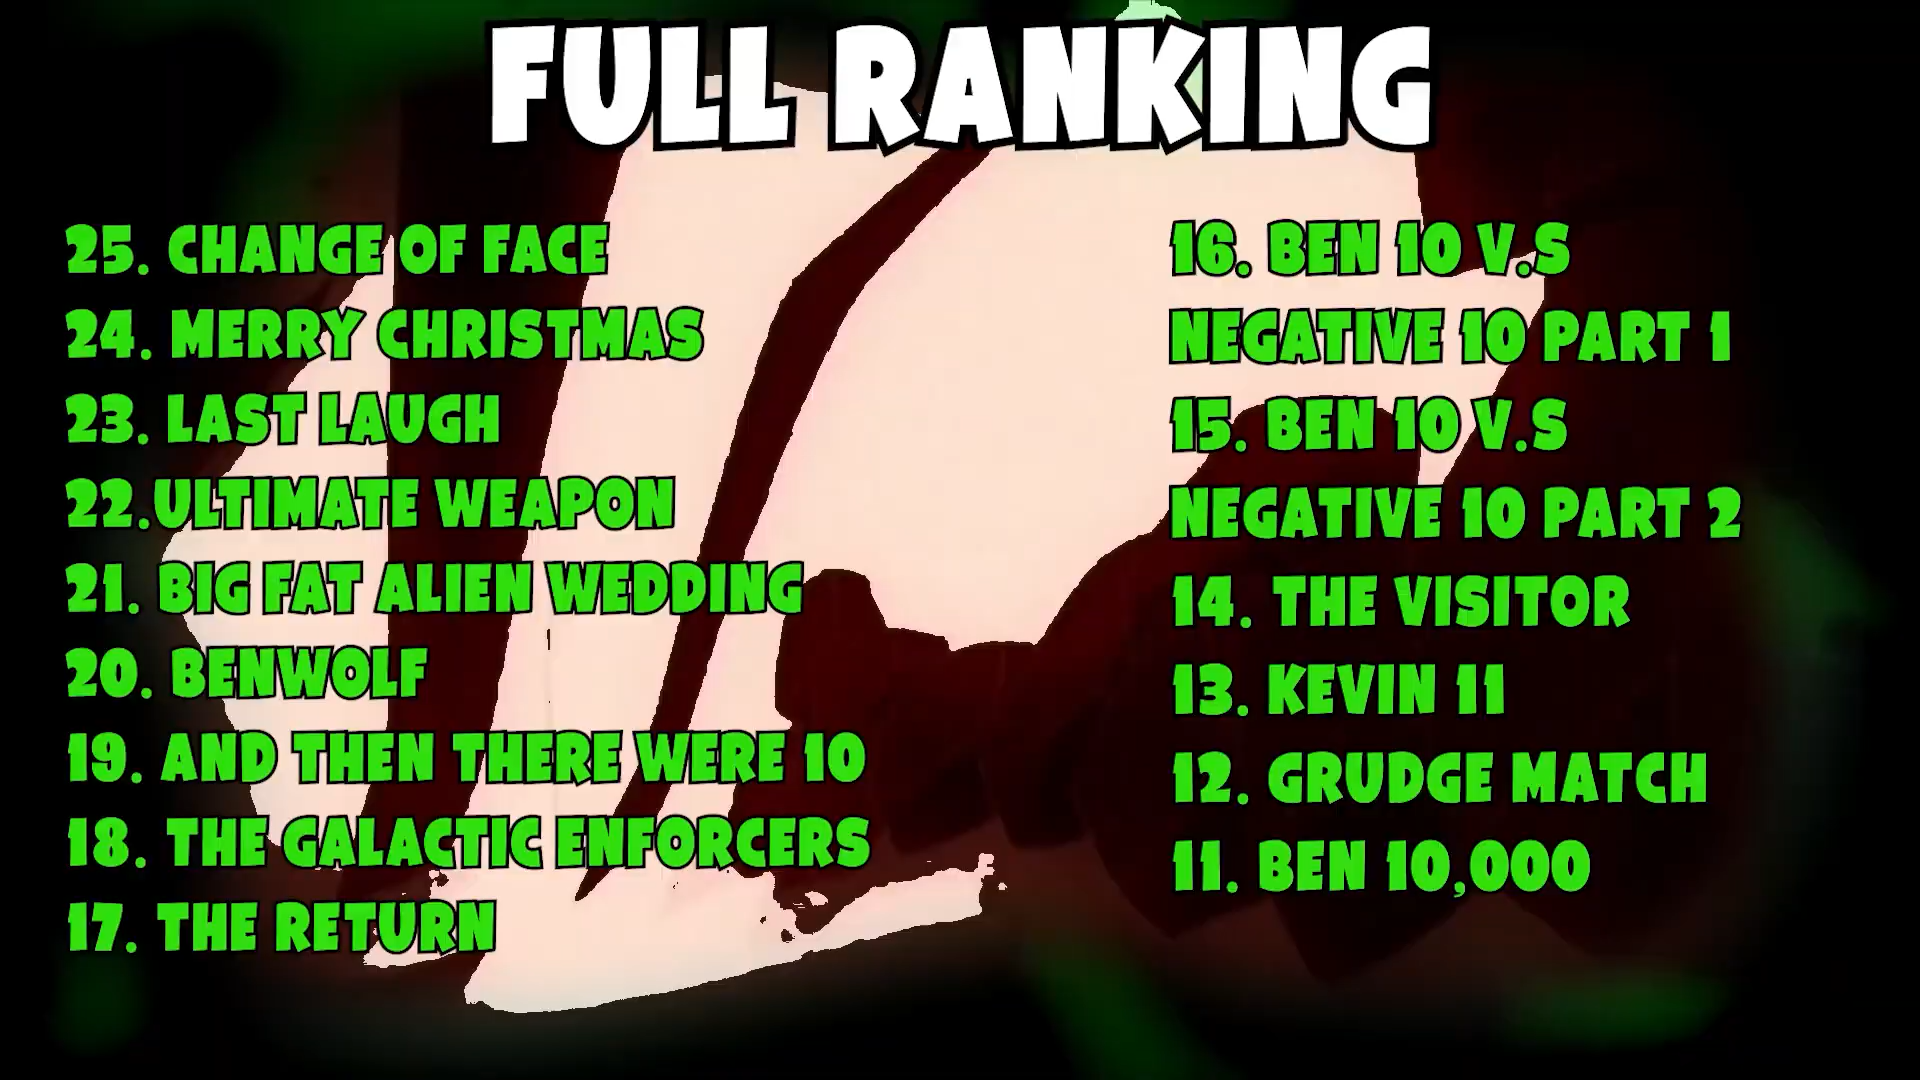 FULL RANKING
25. CHANGE OF FACE
24. MERRY CHRISTMAS
23. LAST LAUGH
22.ULTIMATE WEAPON
21. BIG FAT ALIEN WEDDING
20. BENWOLF
19. AND THEN THERE WERE 10
18. THE GALACTIC ENFORCERS
17. THE RETURN
16. BEN 10 V.S
NEGATIVE 10 PART 1
15. BEN 10 V.S
NEGATIVE 10 PART 2
14. THE VISITOR
13. KEVIN 11
12. GRUDGE MATCH
11. BEN 10,000